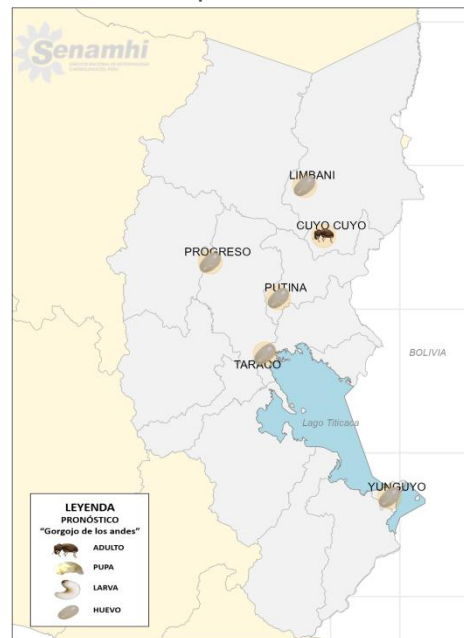 Senamhi
LIMBANI
CUYO CUYO
PROGRESO
PUTINA
TARACO
BOLIVIA
Lago Titicaca
YUNGUYO
LEYENDA
PRONÓSTICO
"Gorgojo de los andes"
ADULTO
PUPA
LARVA
HUEVO